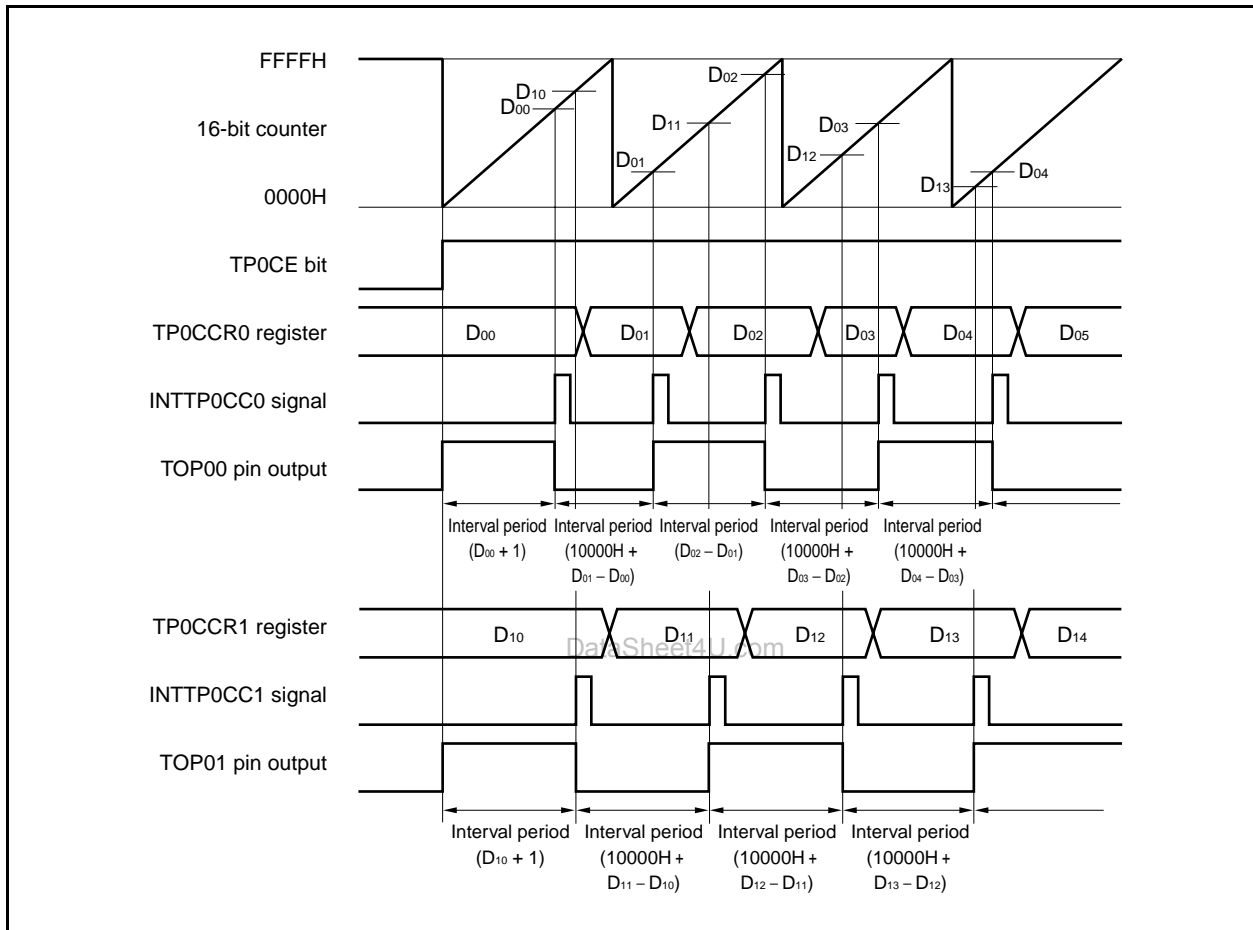 FFFFH
D10
D00
D02
16-bit counter
D11
D03
D01
D12
D13
D04
0000H
TP0CE bit
TP0CCR0 register
D00
D01
D02
D03
D04
D05
INTTP0CC0 signal
TOP00 pin output
Interval period
(D00 + 1)
Interval period
(10000H +
D01 – D00)
Interval period
(D02 – D01)
Interval period
(10000H +
D03 – D02)
Interval period
(10000H +
D04 – D03)
TP0CCR1 register
D10
D11
D12
D13
D14
DataSheet4U.com
INTTP0CC1 signal
TOP01 pin output
Interval period
(D10 + 1)
Interval period
(10000H +
D11 – D10)
Interval period
(10000H +
D12 – D11)
Interval period
(10000H +
D13 – D12)